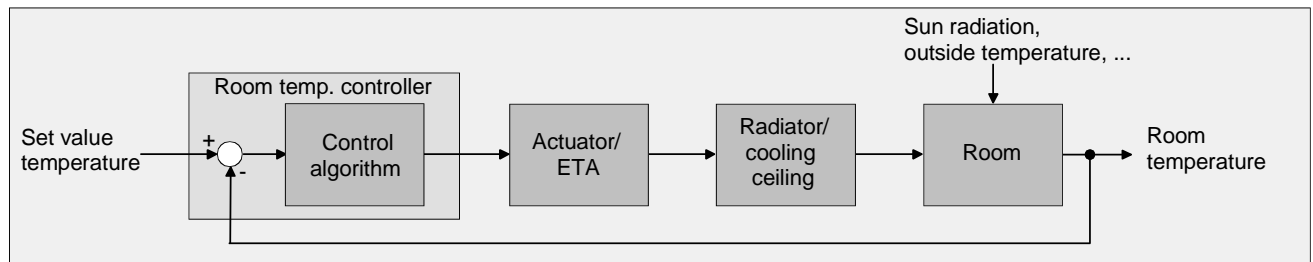 Sun radiation,
outside temperature, ...
Room temp. controller
Set value
temperature
+
-
Control
algorithm
Actuator/
ETA
Radiator/
cooling
ceiling
Room
Room
temperature